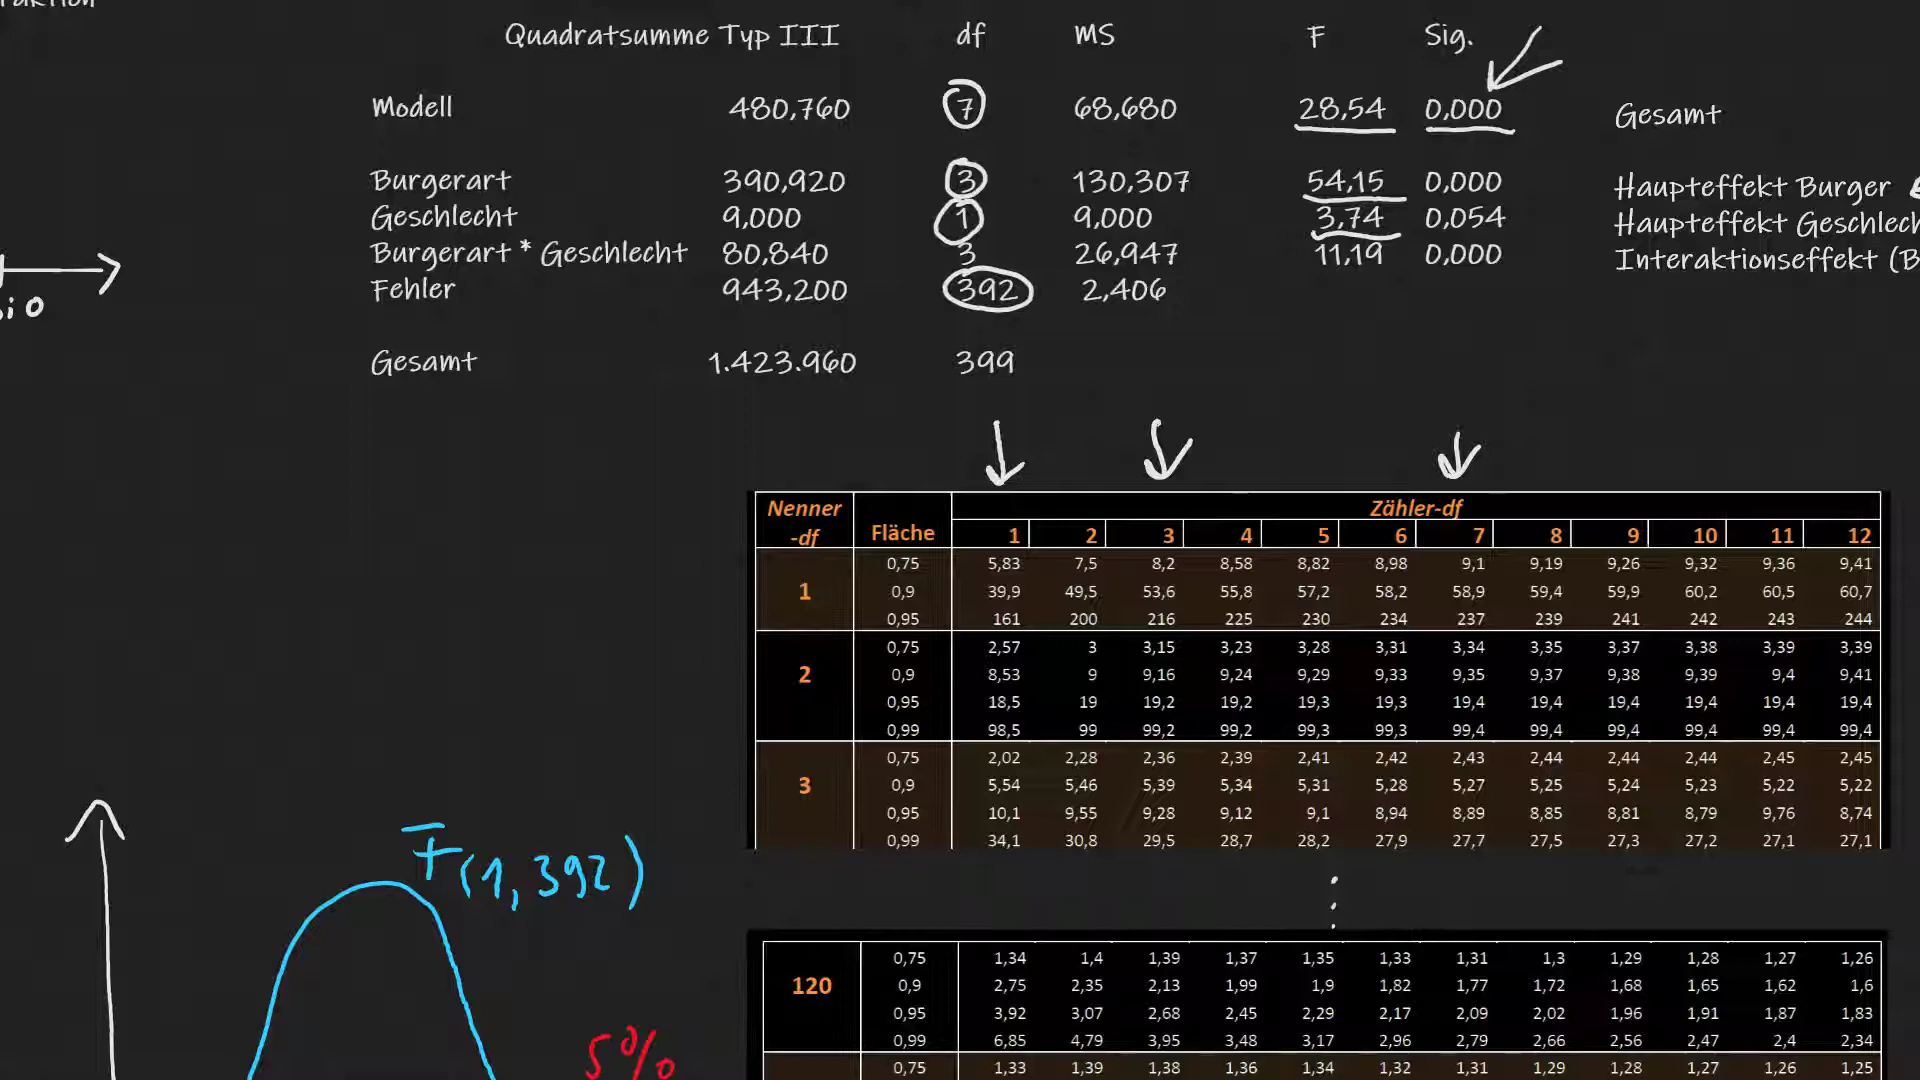 Quadratsumme Typ III df MS F Sig.
Modell 480,760 7 68,680 28,54 0,000 Gesamt
Burgerart 390,920 3 130,307 54,15 0,000 Haupteffekt Burger
Geschlecht 9,000 1 9,000 3,74 0,054 Haupteffekt Geschlech
Burgerart * Geschlecht 80,840 3 26,947 11,19 0,000 Interaktionseffekt (B
Fehler 943,200 392 2,406
Gesamt 1.423.960 399
Nenner -df Fläche Zähler-df
1 2 3 4 5 6 7 8 9 10 11 12
1
0,75 5,83 7,5 8,2 8,58 8,82 8,98 9,1 9,19 9,26 9,32 9,36 9,41
0,9 39,9 49,5 53,6 55,8 57,2 58,2 58,9 59,4 59,9 60,2 60,5 60,7
0,95 161 200 216 225 230 234 237 239 241 242 243 244
2
0,75 2,57 3 3,15 3,23 3,28 3,31 3,34 3,35 3,37 3,38 3,39 3,39
0,9 8,53 9 9,16 9,24 9,29 9,33 9,35 9,37 9,38 9,39 9,4 9,41
0,95 18,5 19 19,2 19,2 19,3 19,3 19,4 19,4 19,4 19,4 19,4 19,4
0,99 98,5 99 99,2 99,2 99,3 99,3 99,4 99,4 99,4 99,4 99,4 99,4
3
0,75 2,02 2,28 2,36 2,39 2,41 2,42 2,43 2,44 2,44 2,44 2,45 2,45
0,9 5,54 5,46 5,39 5,34 5,31 5,28 5,27 5,25 5,24 5,23 5,22 5,22
0,95 10,1 9,55 9,28 9,12 9,1 8,94 8,89 8,85 8,81 8,79 9,76 8,74
0,99 34,1 30,8 29,5 28,7 28,2 27,9 27,7 27,5 27,3 27,2 27,1 27,1
F(1,392)
5%
120
0,75 1,34 1,4 1,39 1,37 1,35 1,33 1,31 1,3 1,29 1,28 1,27 1,26
0,9 2,75 2,35 2,13 1,99 1,9 1,82 1,77 1,72 1,68 1,65 1,62 1,6
0,95 3,92 3,07 2,68 2,45 2,29 2,17 2,09 2,02 1,96 1,91 1,87 1,83
0,99 6,85 4,79 3,95 3,48 3,17 2,96 2,79 2,66 2,56 2,47 2,4 2,34
0,75 1,33 1,39 1,38 1,36 1,34 1,32 1,31 1,29 1,28 1,27 1,26 1,25